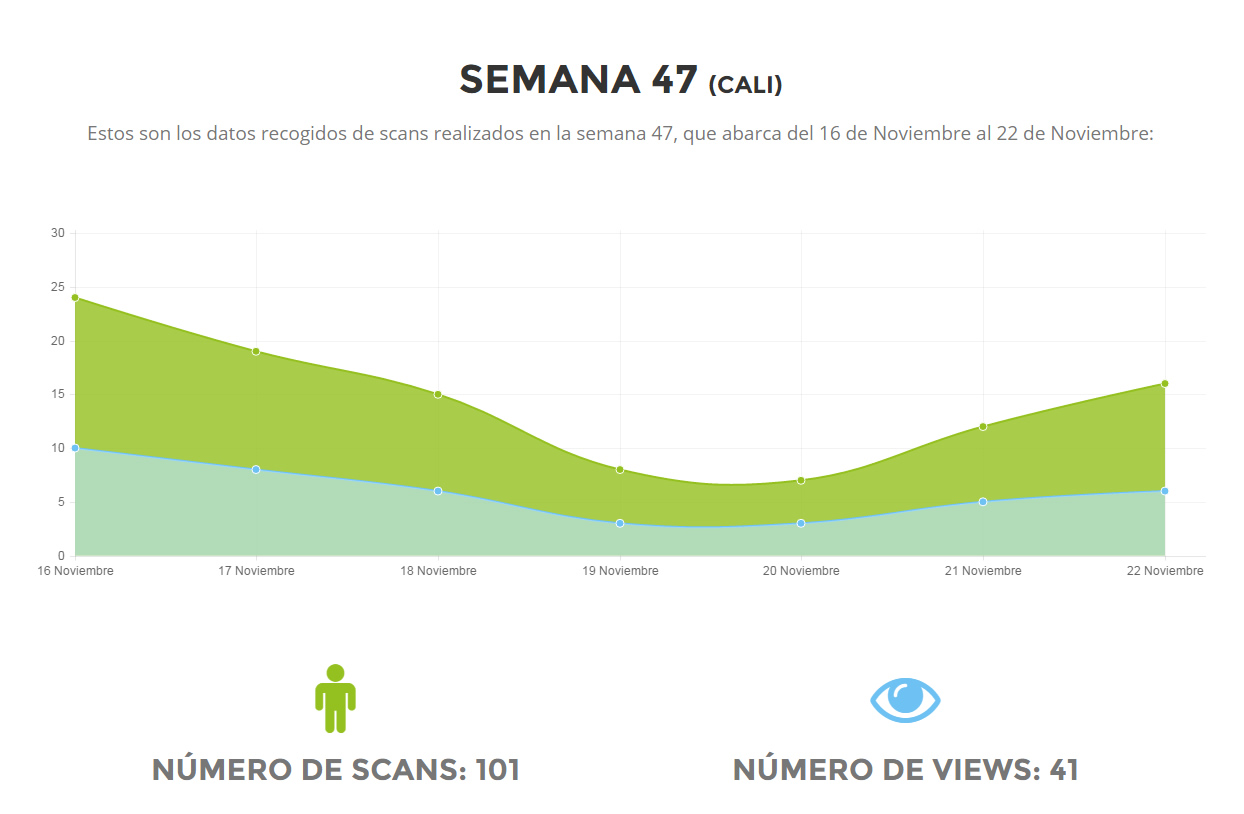 SEMANA 47 (CALI)
Estos son los datos recogidos de scans realizados en la semana 47, que abarca del 16 de Noviembre al 22 de Noviembre:
30
25
20
15
10
5
0
16 Noviembre 17 Noviembre 18 Noviembre 19 Noviembre 20 Noviembre 21 Noviembre 22 Noviembre
NÚMERO DE SCANS: 101 NÚMERO DE VIEWS: 41